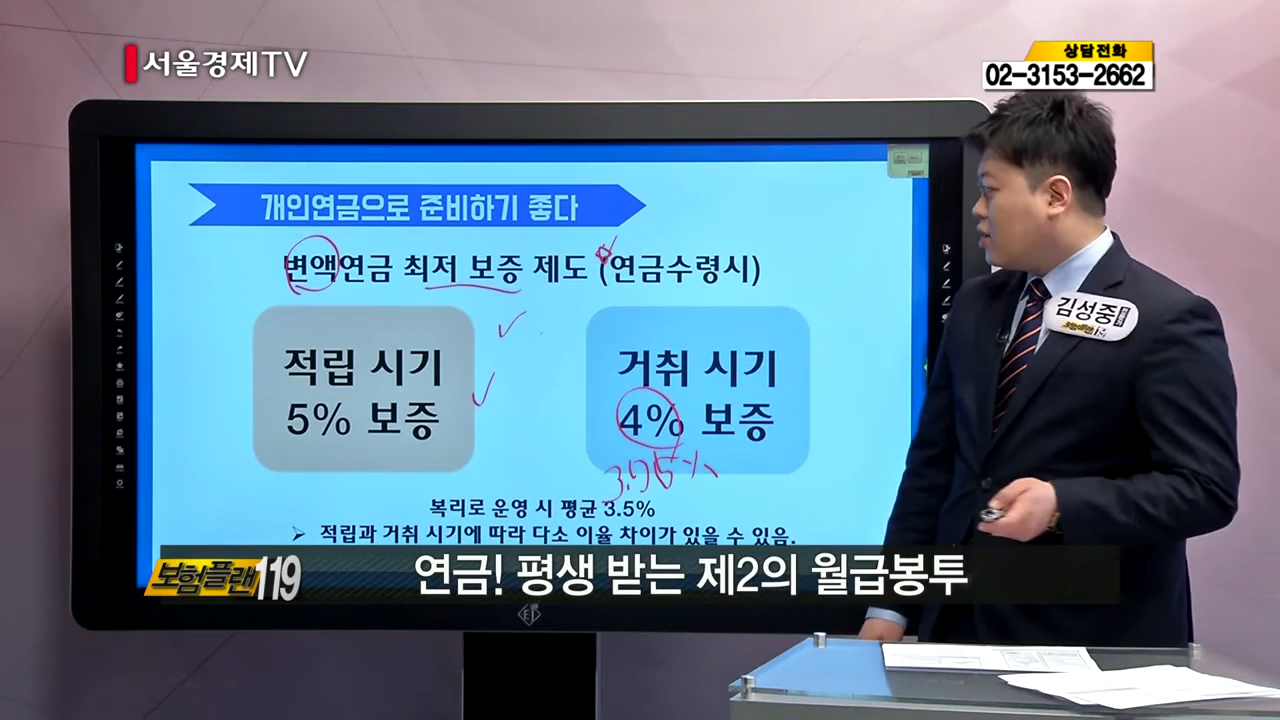 서울경제TV
상담전화
02-3153-2662
개인연금으로 준비하기 좋다
변액연금 최저 보증 제도 (연금수령시)
적립 시기
5% 보증
거취 시기
4% 보증
3.75%
김성중
복리로 운영 시 평균 3.5%
➢ 적립과 거취 시기에 따라 다소 이율 차이가 있을 수 있음.
보험플랜119
연금! 평생 받는 제2의 월급봉투